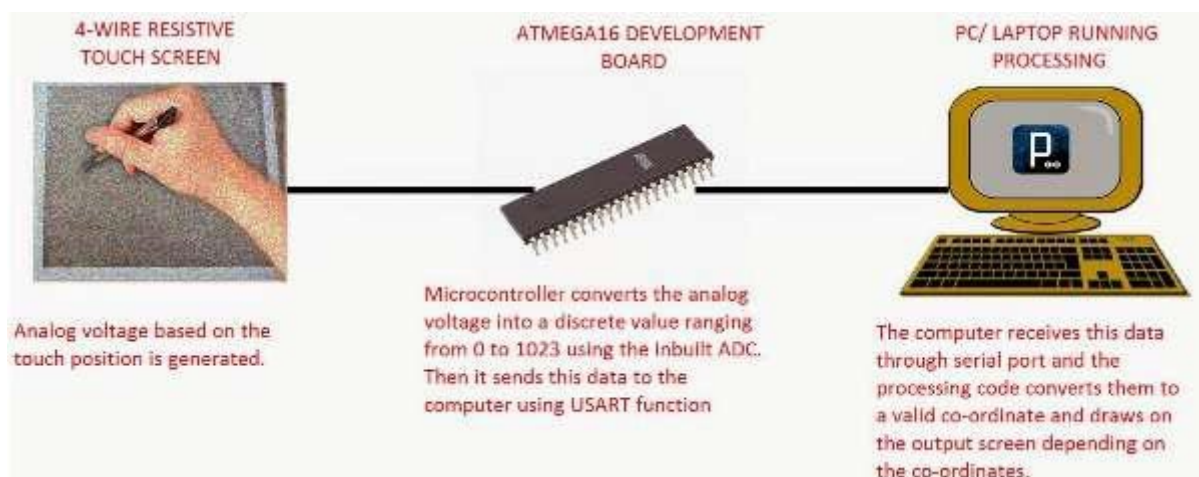 4-WIRE RESISTIVE
TOUCH SCREEN
ATMEGA16 DEVELOPMENT
BOARD
PC/ LAPTOP RUNNING
PROCESSING
P
Analog voltage based on the
touch position is generated.
Microcontroller converts the analog
voltage into a discrete value ranging
from 0 to 1023 using the inbuilt ADC.
Then it sends this data to the
computer using USART function
The computer receives this data
through serial port and the
processing code converts them to
a valid co-ordinate and draws on
the output screen depending on
the co-ordinates.